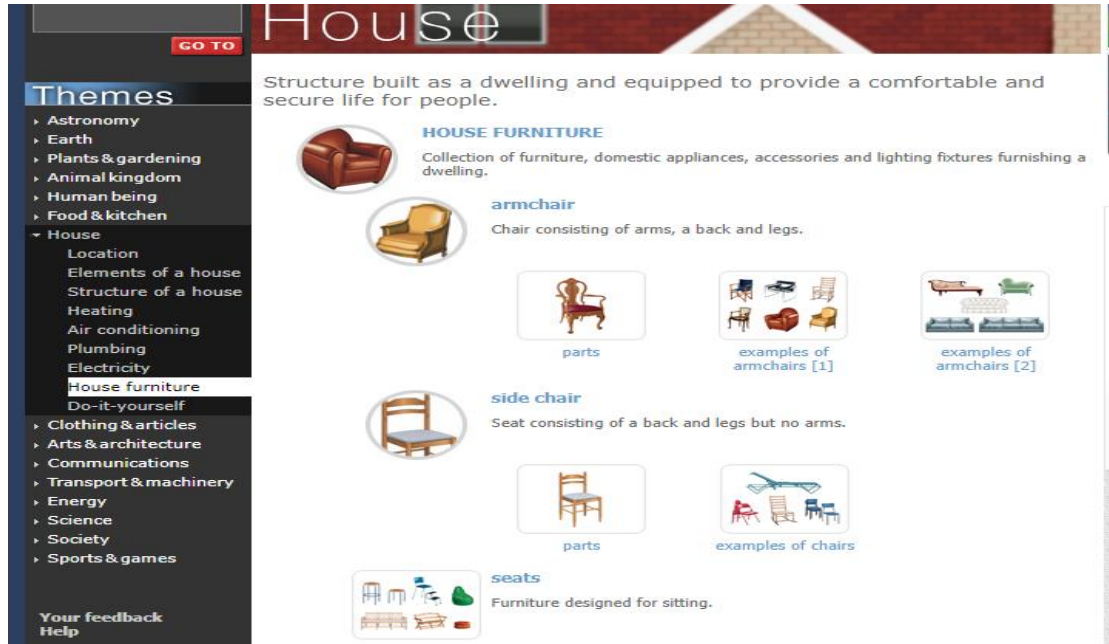 House
GO TO
Themes
Astronomy
Earth
Plants & gardening
Animal kingdom
Human being
Food & kitchen
House
Location
Elements of a house
Structure of a house
Heating
Air conditioning
Plumbing
Electricity
House furniture
Do-it-yourself
Clothing & articles
Arts & architecture
Communications
Transport & machinery
Energy
Science
Society
Sports & games
Your feedback
Help
Structure built as a dwelling and equipped to provide a comfortable and
secure life for people.
HOUSE FURNITURE
Collection of furniture, domestic appliances, accessories and lighting fixtures furnishing a
dwelling.
armchair
Chair consisting of arms, a back and legs.
parts
examples of
armchairs [1]
examples of
armchairs [2]
side chair
Seat consisting of a back and legs but no arms.
parts
examples of chairs
seats
Furniture designed for sitting.